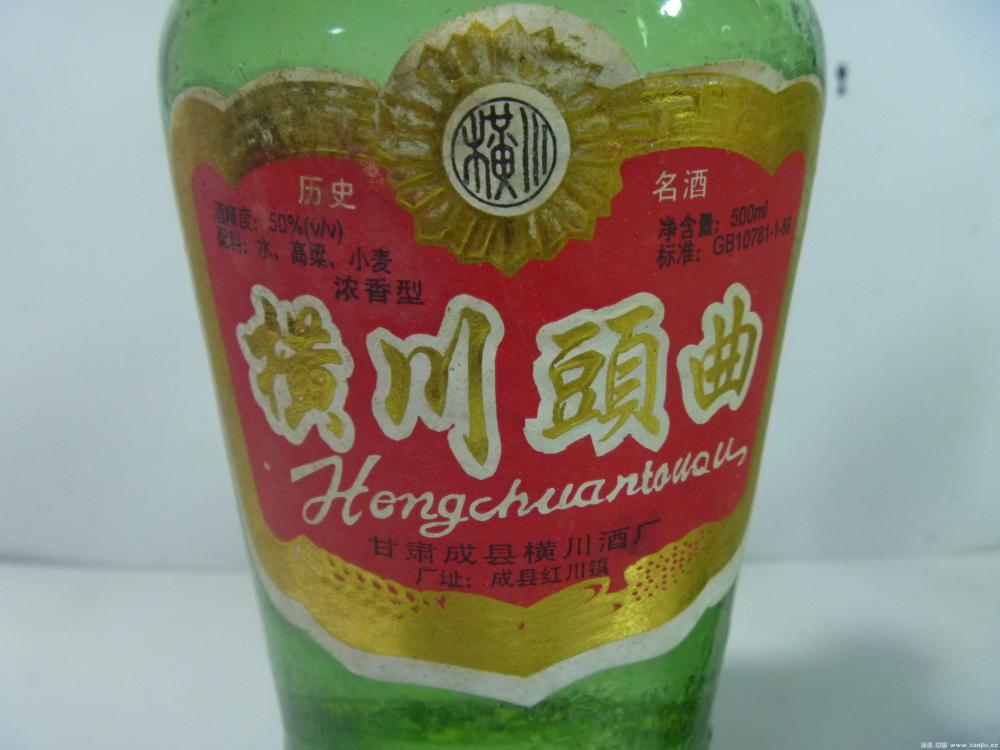 横川
历史
名酒
酒精度：50%(v/v)
配料：水、高粱、小麦
浓香型
净含量：500ml
标准：GB10781·1-86
横川頭曲
Hengchuantouqu
甘肃成县横川酒厂
厂址：成县红川镇